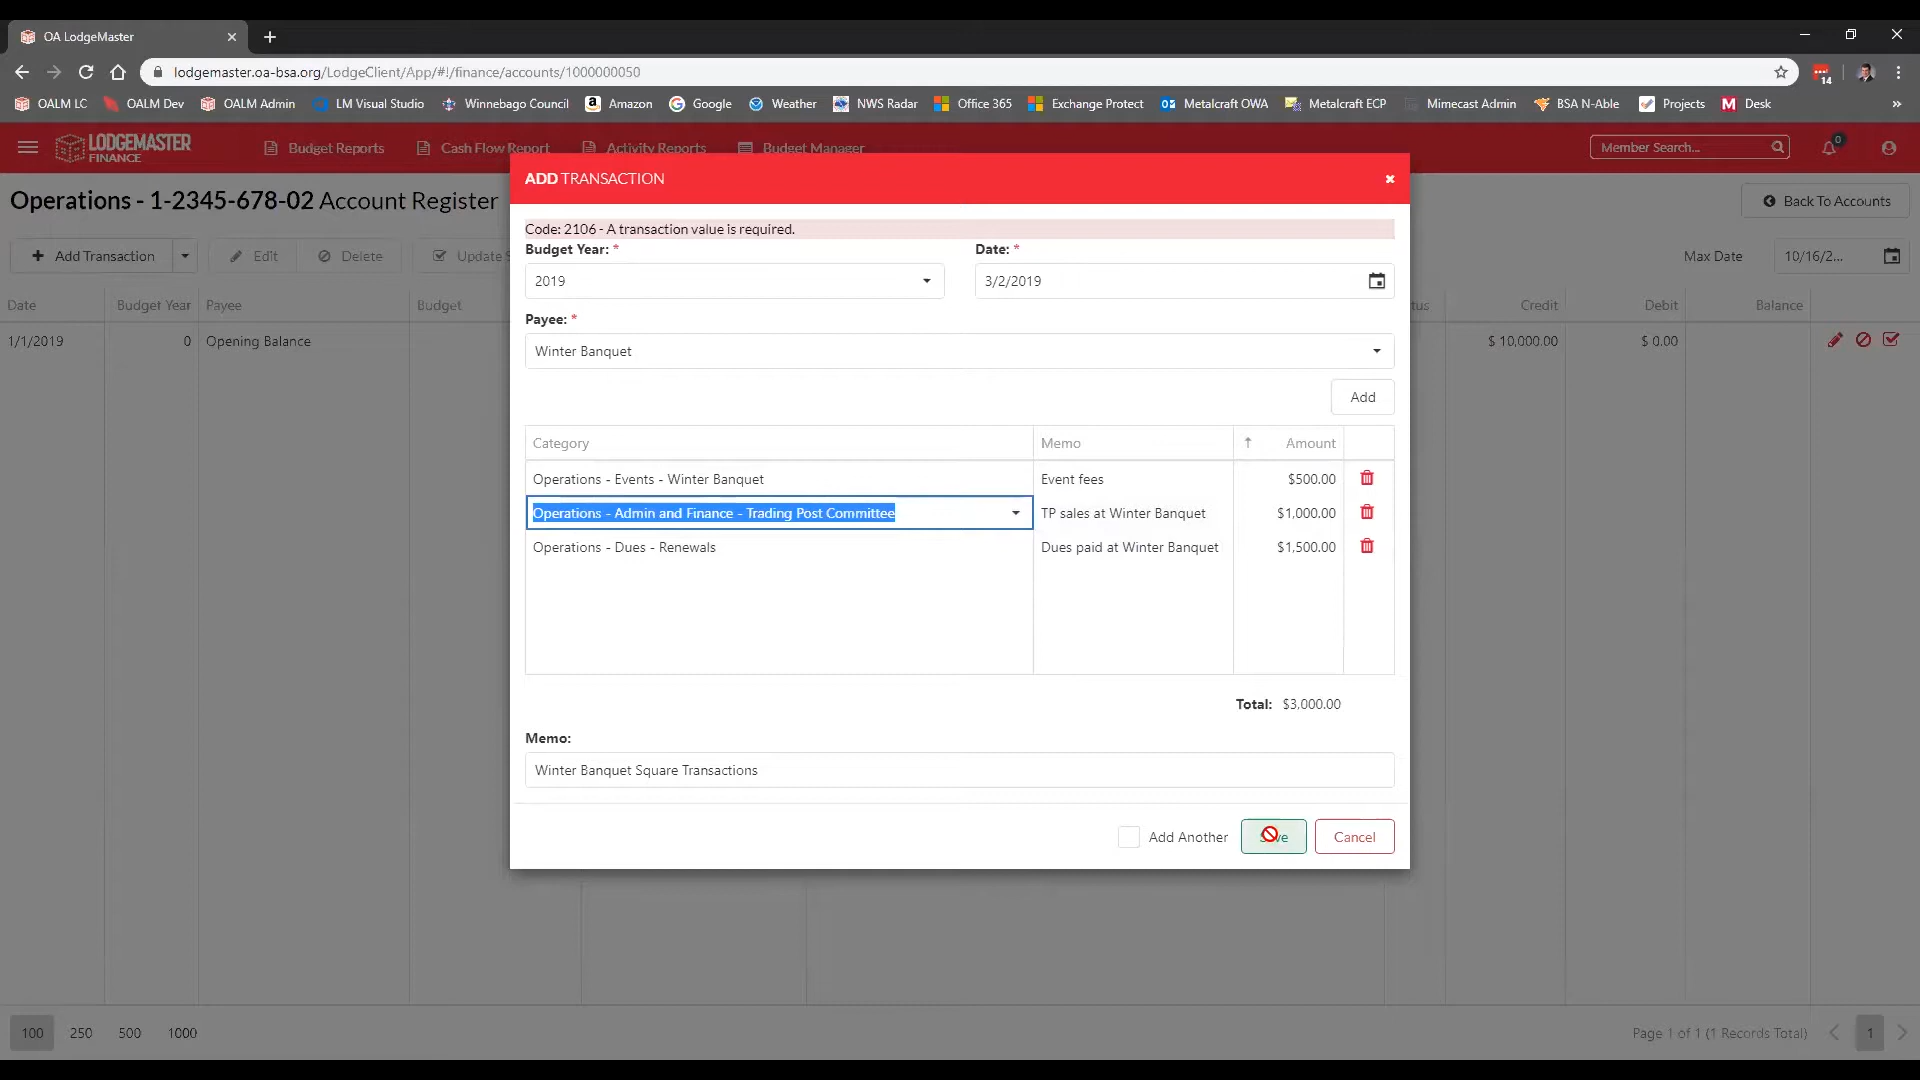 OA LodgeMaster
lodgemaster.oa-bsa.org/LodgeClient/App/#!/finance/accounts/1000000050
14
OALM LC OALM Dev OALM Admin LM Visual Studio Winnebago Council Amazon Google Weather NWS Radar Office 365 Exchange Protect Metalcraft OWA Metalcraft ECP Mimecast Admin BSA N-Able Projects Desk
LODGEMASTER
FINANCE
Budget Reports Cash Flow Report Activity Reports Budget Manager Member Search... 0
ADD TRANSACTION
Operations - 1-2345-678-02 Account Register Back To Accounts
Code: 2106 - A transaction value is required.
Budget Year: * Date: *
Add Transaction Edit Delete Update Max Date 10/16/2...
2019 3/2/2019
Date Budget Year Payee Budget Credit Debit Balance
Payee: *
1/1/2019 0 Opening Balance $ 10,000.00 $ 0.00
Winter Banquet
Add
Category Memo Amount
Operations - Events - Winter Banquet Event fees $500.00
Operations - Admin and Finance - Trading Post Committee TP sales at Winter Banquet $1,000.00
Operations - Dues - Renewals Dues paid at Winter Banquet $1,500.00
Total: $3,000.00
Memo:
Winter Banquet Square Transactions
Add Another Cancel
100 250 500 1000 Page 1 of 1 (1 Records Total) 1